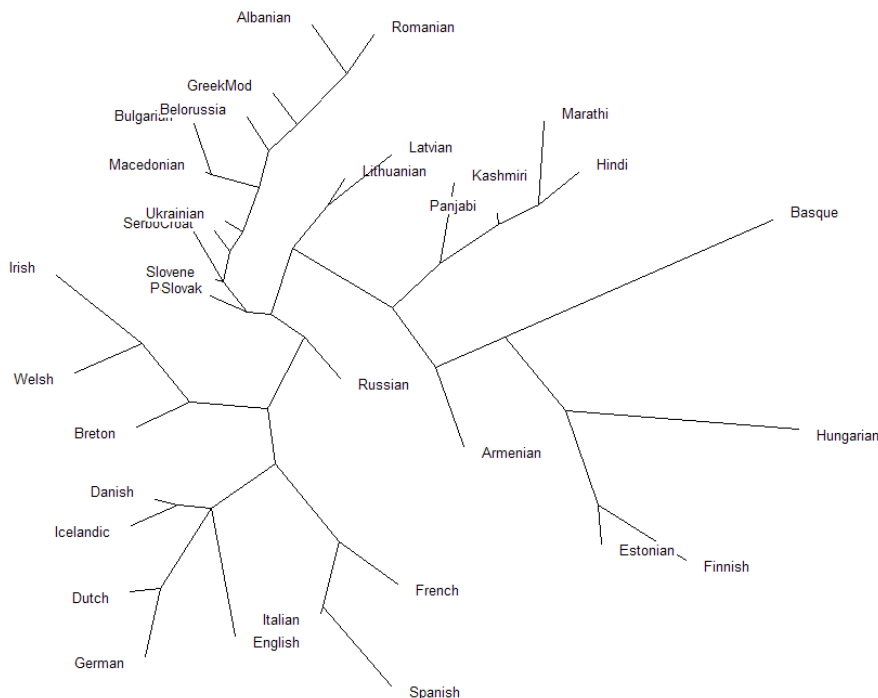 Albanian
Romanian
GreekMod
Belorussia
Bulgarian
Marathi
Latvian
Macedonian
Lithuanian
Kashmiri
Hindi
Panjabi
Ukrainian
Basque
SerboCroat
Irish
Slovene
PSlovak
Welsh
Russian
Breton
Hungarian
Armenian
Danish
Icelandic
Estonian
Finnish
French
Dutch
Italian
English
German
Spanish